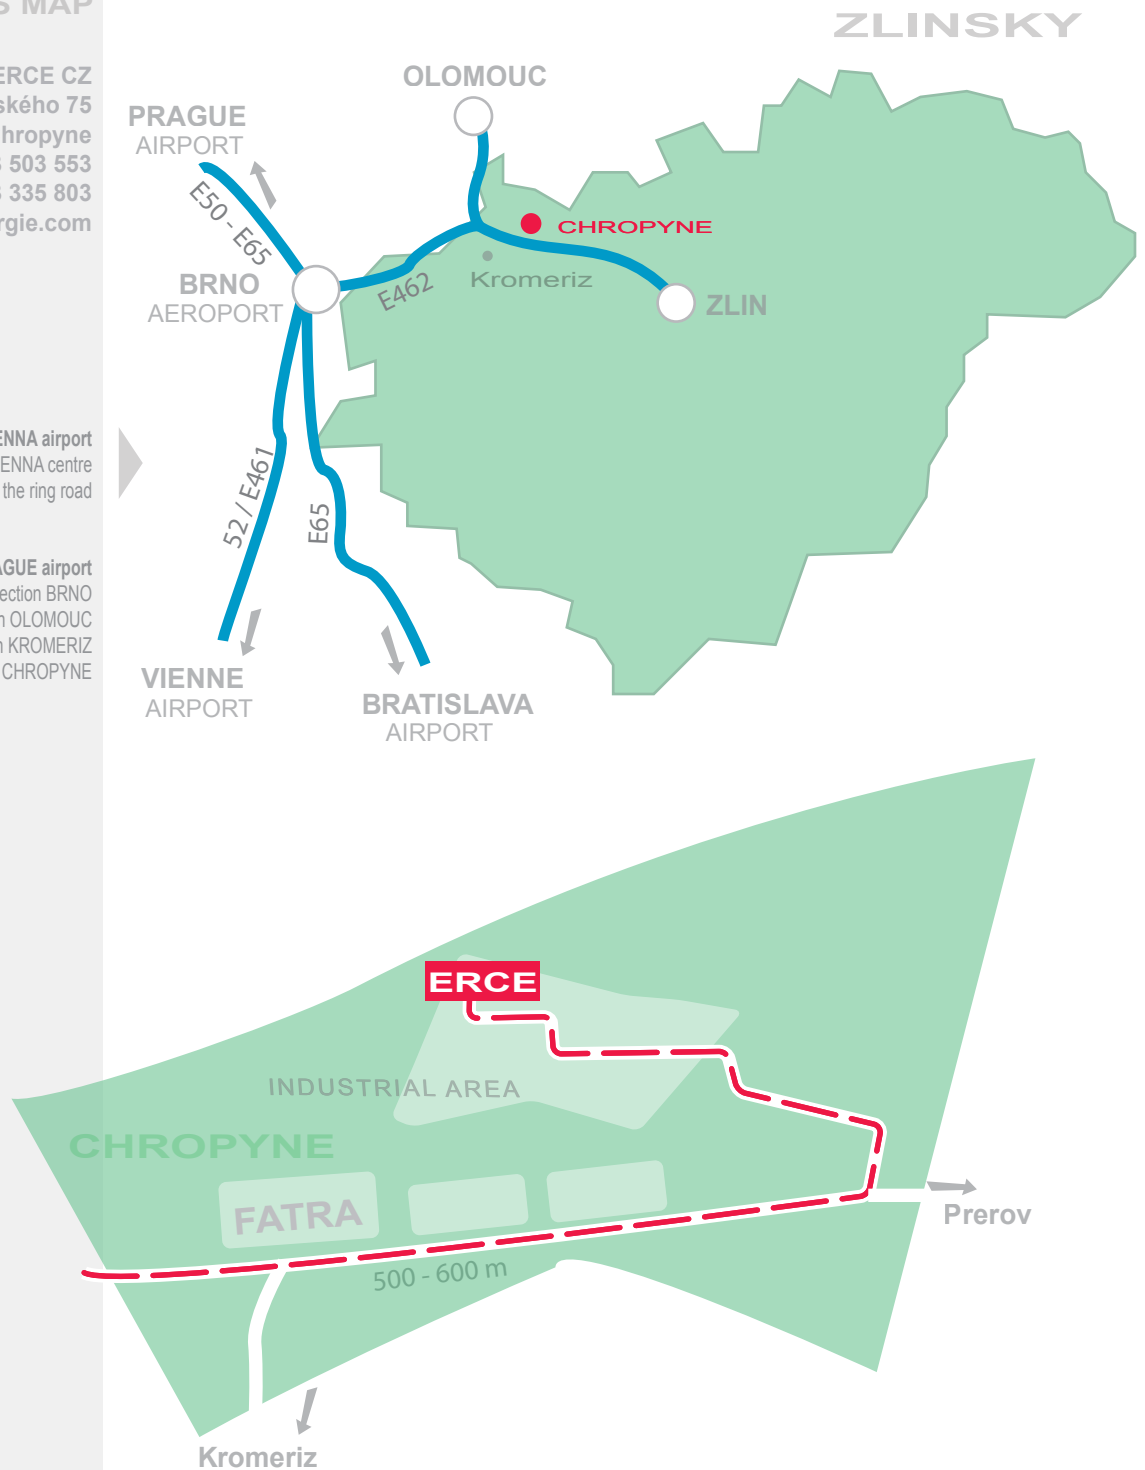 S MAP
ERCE CZ
ského 75
hropyne
503 553
335 803
rgie.com
ENNA airport
ENNA centre
the ring road
AGUE airport
ection BRNO
OLOMOUC
KROMERIZ
CHROPYNE
ZLINSKY
OLOMOUC
PRAGUE
AIRPORT
E50 - E65
CHROPYNE
BRNO
AEROPORT
E462
Kromeriz
ZLIN
52 / E461
E65
VIENNE
AIRPORT
BRATISLAVA
AIRPORT
ERCE
INDUSTRIAL AREA
CHROPYNE
FATRA
Prerov
500 - 600 m
Kromeriz